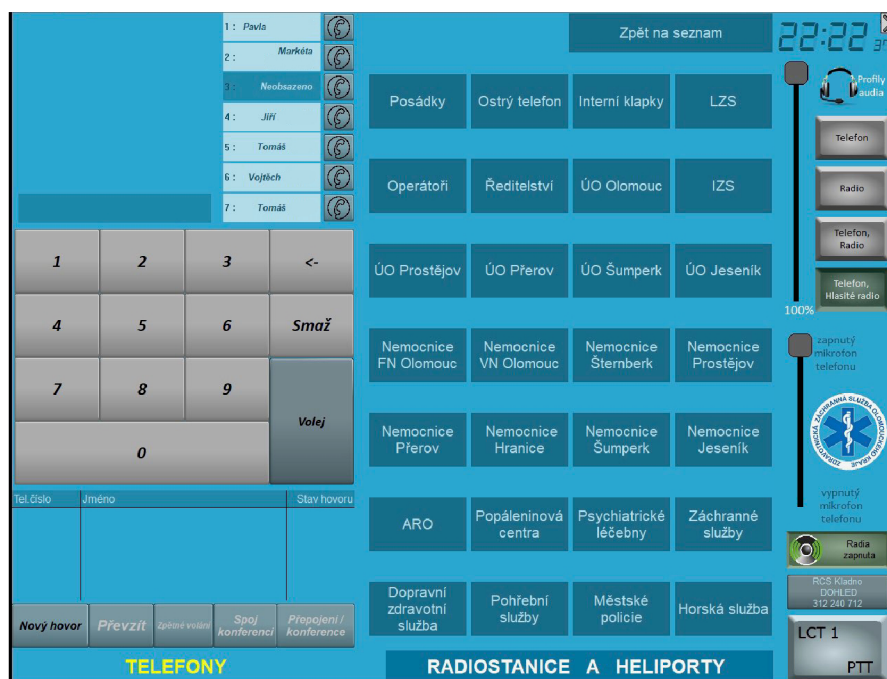 1 : Pavla
2 : Markéta
3 : Neobsazeno
4 : Jiří
5 : Tomáš
6 : Vojtěch
7 : Tomáš
1 2 3 <-
4 5 6 Smaž
7 8 9
Volej
0
Tel.číslo Jméno Stav hovoru
Nový hovor Převzít Zpětné volání Spoj konferenci Přepojení / konference
TELEFONY
Zpět na seznam
Posádky Ostrý telefon Interní klapky LZS
Operátoři Ředitelství ÚO Olomouc IZS
ÚO Prostějov ÚO Přerov ÚO Šumperk ÚO Jeseník
Nemocnice FN Olomouc
Nemocnice VN Olomouc
Nemocnice Šternberk
Nemocnice Prostějov
Nemocnice Přerov
Nemocnice Hranice
Nemocnice Šumperk
Nemocnice Jeseník
ARO
Popáleninová centra
Psychiatrické léčebny
Záchranné služby
Dopravní zdravotní služba
Pohřební služby
Městské policie
Horská služba
RADIOSTANICE A HELIPORTY
22:22
Profily
audia
Telefon
Radio
Telefon,
Radio
Telefon,
Hlasité radio
100%
zapnutý
mikrofon
telefonu
ZDRAVOTNICKÁ ZÁCHRANNÁ SLUŽBA OLOMOUCKÉHO KRAJE
vypnutý
mikrofon
telefonu
Radia
zapnuta
RCS Kladno
DOHLED
312 240 712
LCT 1
PTT